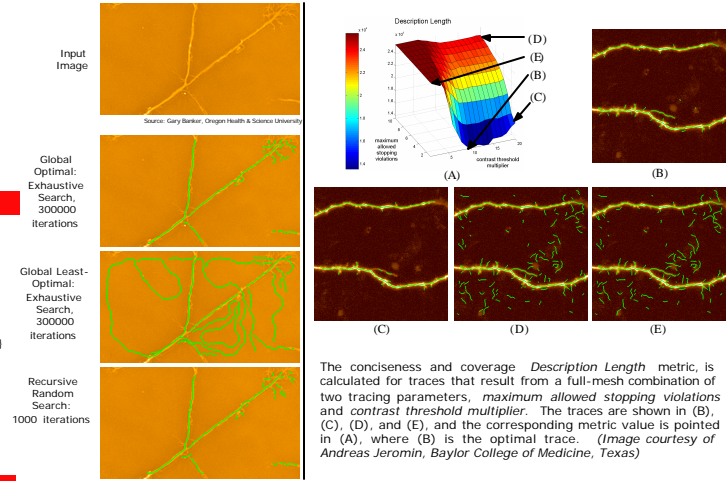 Input
Image
Source: Gary Banker, Oregon Health & Science University
Global
Optimal:
Exhaustive
Search,
300000
iterations
Global Least-
Optimal:
Exhaustive
Search,
300000
iterations
)
Recursive
Random
Search:
1000 iterations
Description Length
maximum
allowed
stopping
violations
contrast threshold
multiplier
(D)
(E)
(B)
(C)
(A)
(B)
(C)
(D)
(E)
The conciseness and coverage Description Length metric, is
calculated for traces that result from a full-mesh combination of
two tracing parameters, maximum allowed stopping violations
and contrast threshold multiplier. The traces are shown in (B),
(C), (D), and (E), and the corresponding metric value is pointed
in (A), where (B) is the optimal trace. (Image courtesy of
Andreas Jeromin, Baylor College of Medicine, Texas)